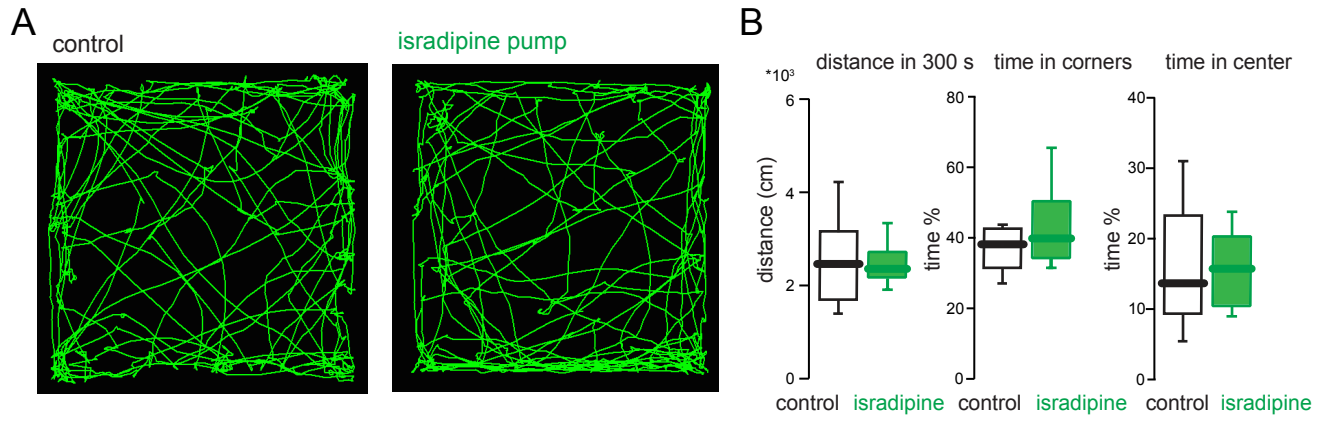 A
control
isradipine pump
B
distance in 300 s
time in corners
time in center
*10³
distance (cm)
6
4
2
0
control
isradipine
time %
80
60
40
20
0
control
isradipine
time %
40
30
20
10
0
control
isradipine